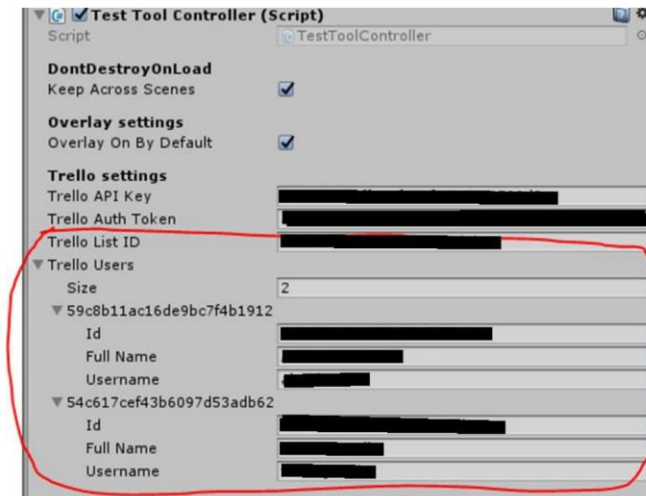 Test Tool Controller (Script)
Script TestToolController
DontDestroyOnLoad
Keep Across Scenes
Overlay settings
Overlay On By Default
Trello settings
Trello API Key
Trello Auth Token
Trello List ID
Trello Users
Size 2
59c8b11ac16de9bc7f4b1912
Id
Full Name
Username
54c617cef43b6097d53adb62
Id
Full Name
Username